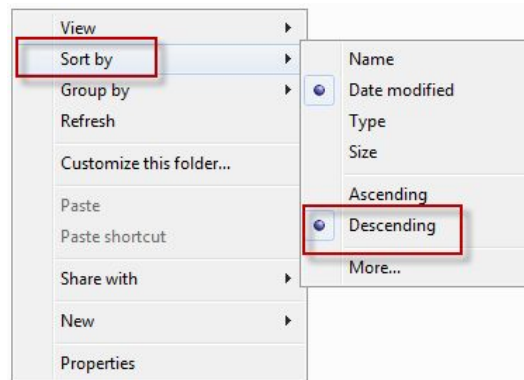 View
Sort by
Group by
Refresh
Customize this folder...
Paste
Paste shortcut
Share with
New
Properties
Name
Date modified
Type
Size
Ascending
Descending
More...